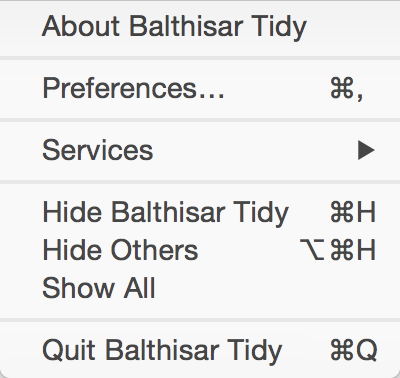 About Balthisar Tidy
Preferences… ⌘,
Services ▶
Hide Balthisar Tidy ⌘H
Hide Others ⌥⌘H
Show All
Quit Balthisar Tidy ⌘Q